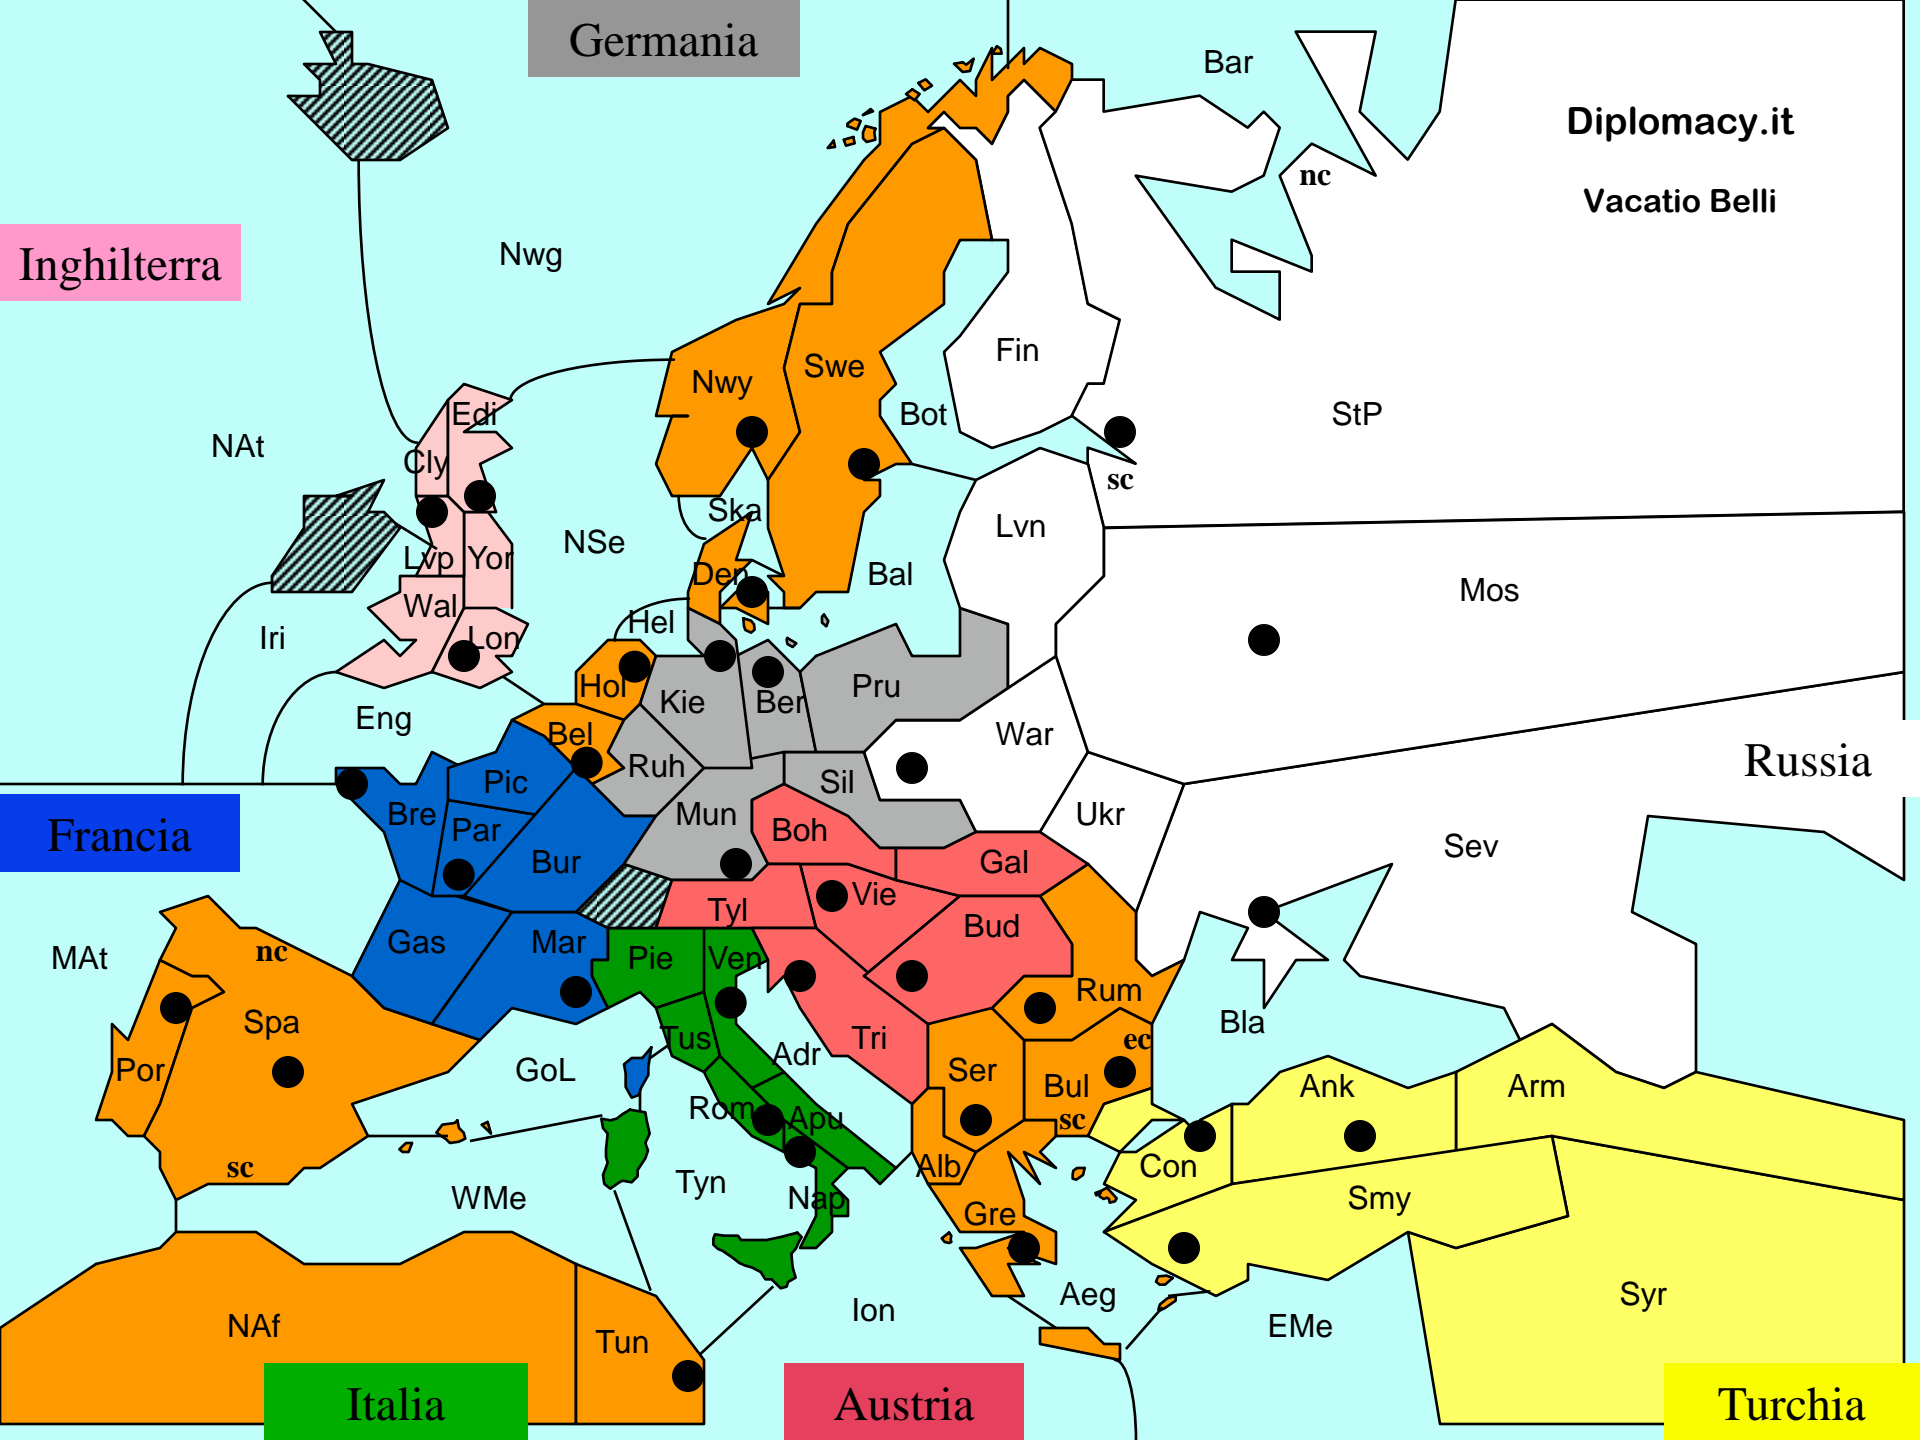 Germania
Bar
Diplomacy.it
nc
Vacatio Belli
Nwg
Inghilterra
Fin
Swe
Nwy
Edi
Bot
StP
NAt
Cly
sc
Ska
Lvn
NSe
Lvp
Yor
Den
Bal
Mos
Wal
Hel
Iri
Lon
Hol
Kie
Ber
Pru
Eng
Bel
War
Russia
Ruh
Pic
Sil
Bre
Par
Mun
Boh
Ukr
Francia
Sev
Bur
Gal
Vie
Tyl
Bud
Gas
Mar
nc
MAt
Pie
Ven
Rum
Spa
Bla
Tus
Tri
ec
Adr
Por
GoL
Ser
Bul
Ank
Arm
Rom
Apu
sc
sc
Alb
Con
Tyn
WMe
Nap
Smy
Gre
Aeg
Syr
Ion
NAf
EMe
Tun
Italia
Austria
Turchia